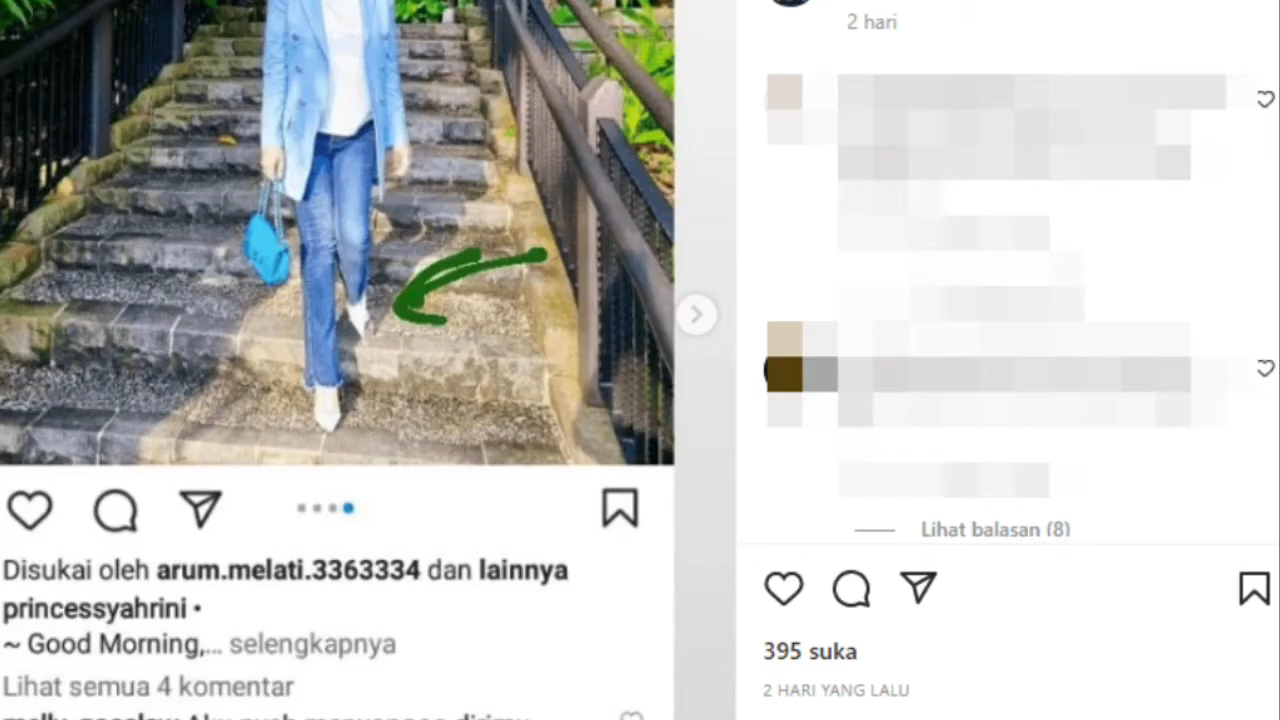 Disukai oleh arum.melati.3363334 dan lainnya
princessyahrini •
~ Good Morning,... selengkapnya
Lihat semua 4 komentar
2 hari
Lihat balasan (8)
395 suka
2 HARI YANG LALU